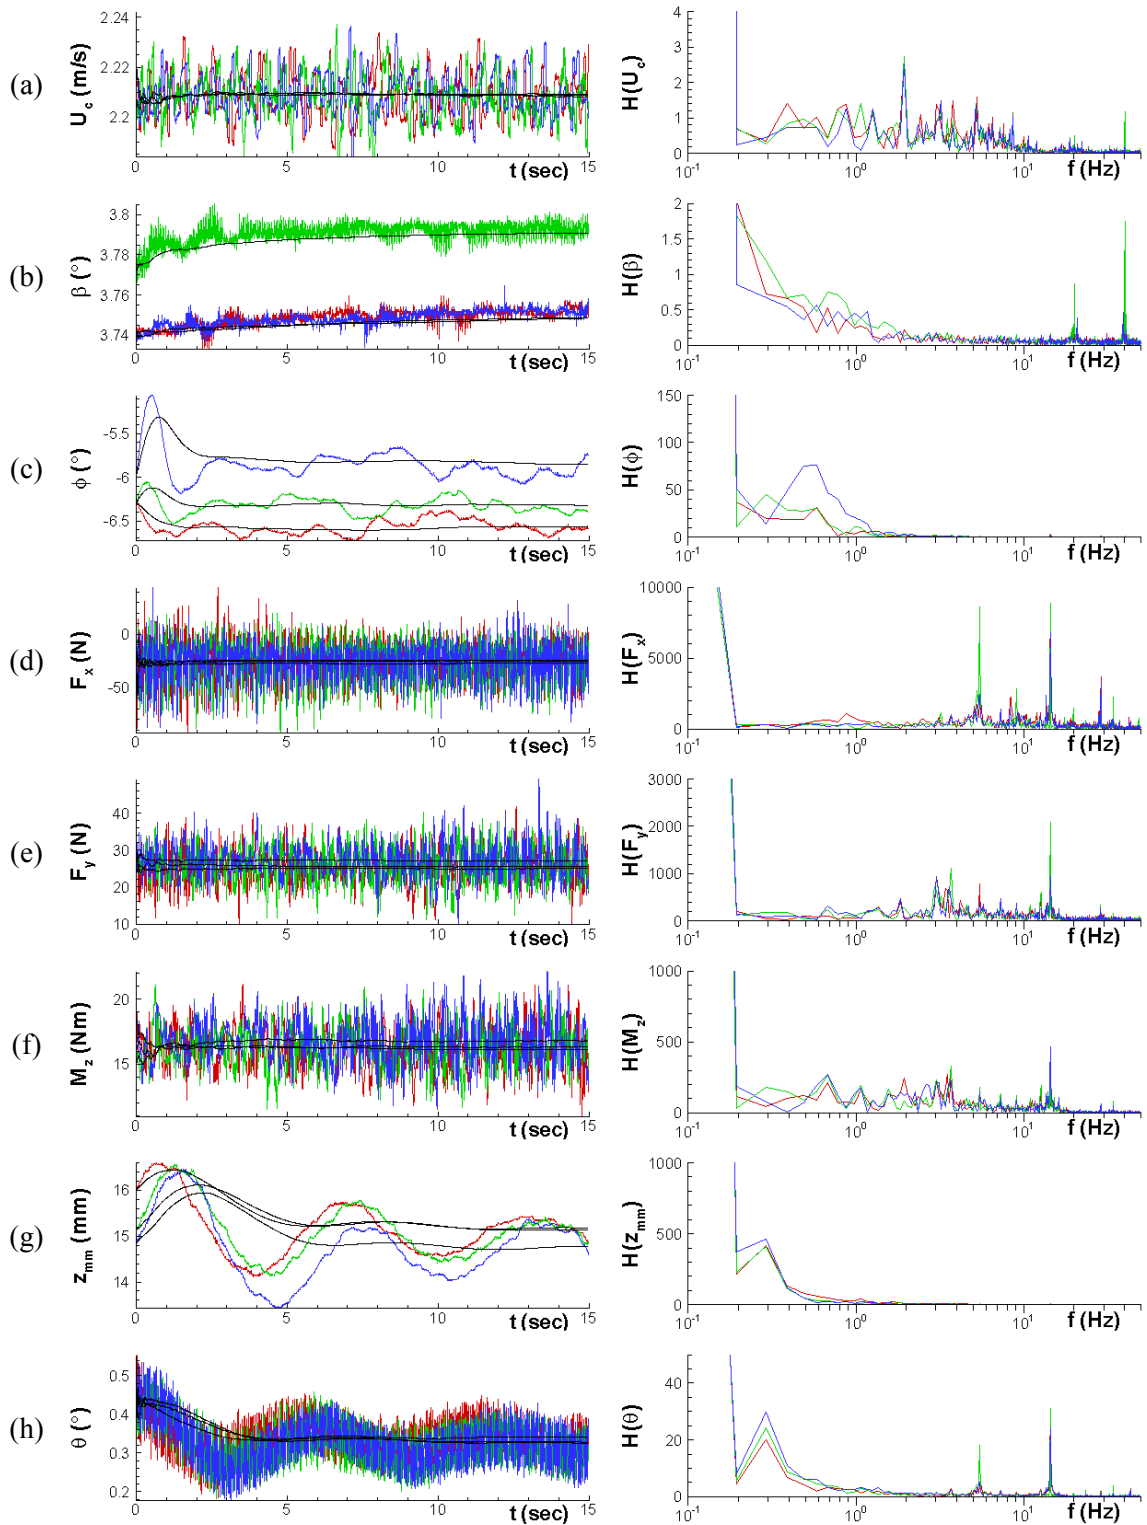 (a)
U_c (m/s)
2.24
2.22
2.2
0 5 10 15
t (sec)
H(U_c)
4
3
2
1
0
10^-1 10^0 10^1
f (Hz)
(b)
β (°)
3.8
3.78
3.76
3.74
0 5 10 15
t (sec)
H(β)
2
1.5
1
0.5
0
10^-1 10^0 10^1
f (Hz)
(c)
ϕ (°)
-5.5
-6
-6.5
0 5 10 15
t (sec)
H(ϕ)
150
100
50
0
10^-1 10^0 10^1
f (Hz)
(d)
F_x (N)
0
-50
0 5 10 15
t (sec)
H(F_x)
10000
5000
0
10^-1 10^0 10^1
f (Hz)
(e)
F_y (N)
40
30
20
10
0 5 10 15
t (sec)
H(F_y)
3000
2000
1000
0
10^-1 10^0 10^1
f (Hz)
(f)
M_z (Nm)
20
15
0 5 10 15
t (sec)
H(M_z)
1000
500
0
10^-1 10^0 10^1
f (Hz)
(g)
z_mm (mm)
16
15
14
0 5 10 15
t (sec)
H(z_mm)
1000
500
0
10^-1 10^0 10^1
f (Hz)
(h)
θ (°)
0.5
0.4
0.3
0.2
0 5 10 15
t (sec)
H(θ)
40
20
0
10^-1 10^0 10^1
f (Hz)